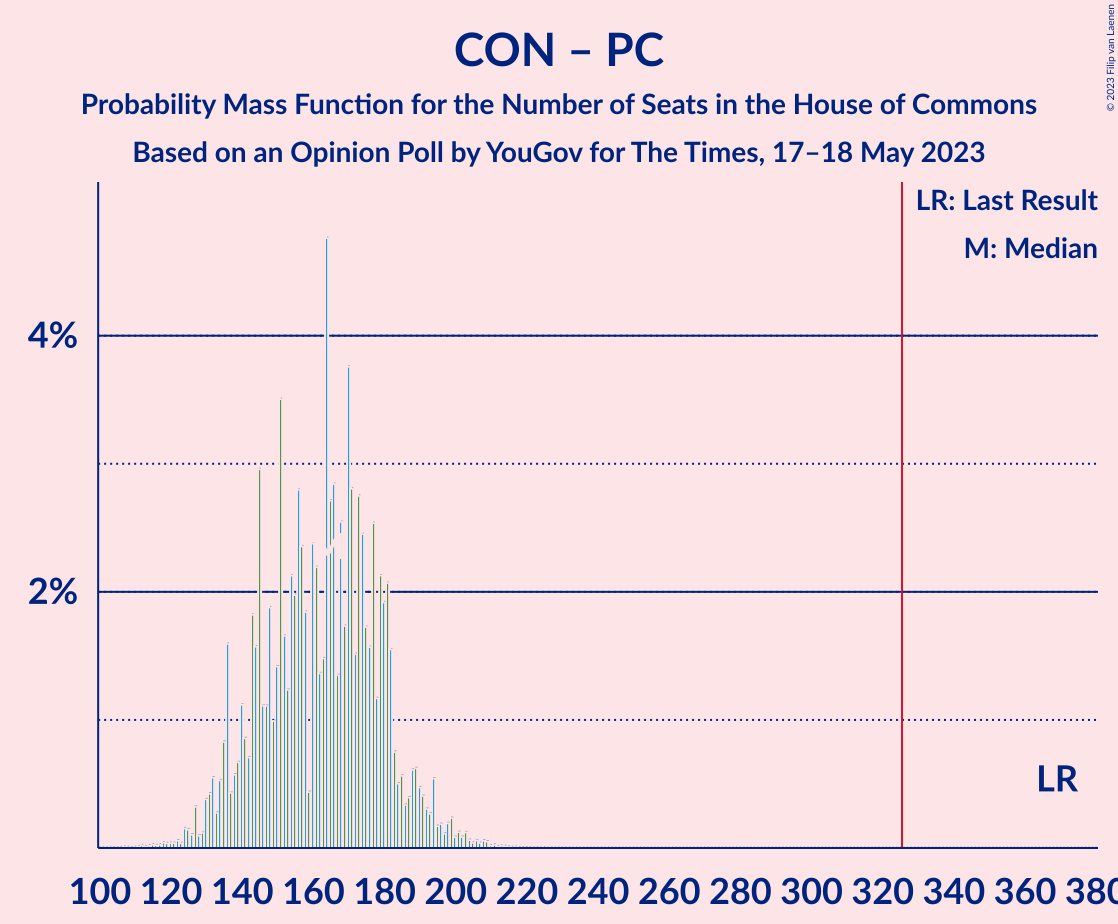 CON – PC
Probability Mass Function for the Number of Seats in the House of Commons
Based on an Opinion Poll by YouGov for The Times, 17–18 May 2023
© 2023 Filip van Laenen
LR: Last Result
M: Median
4%
2%
LR
100 120 140 160 180 200 220 240 260 280 300 320 340 360 380